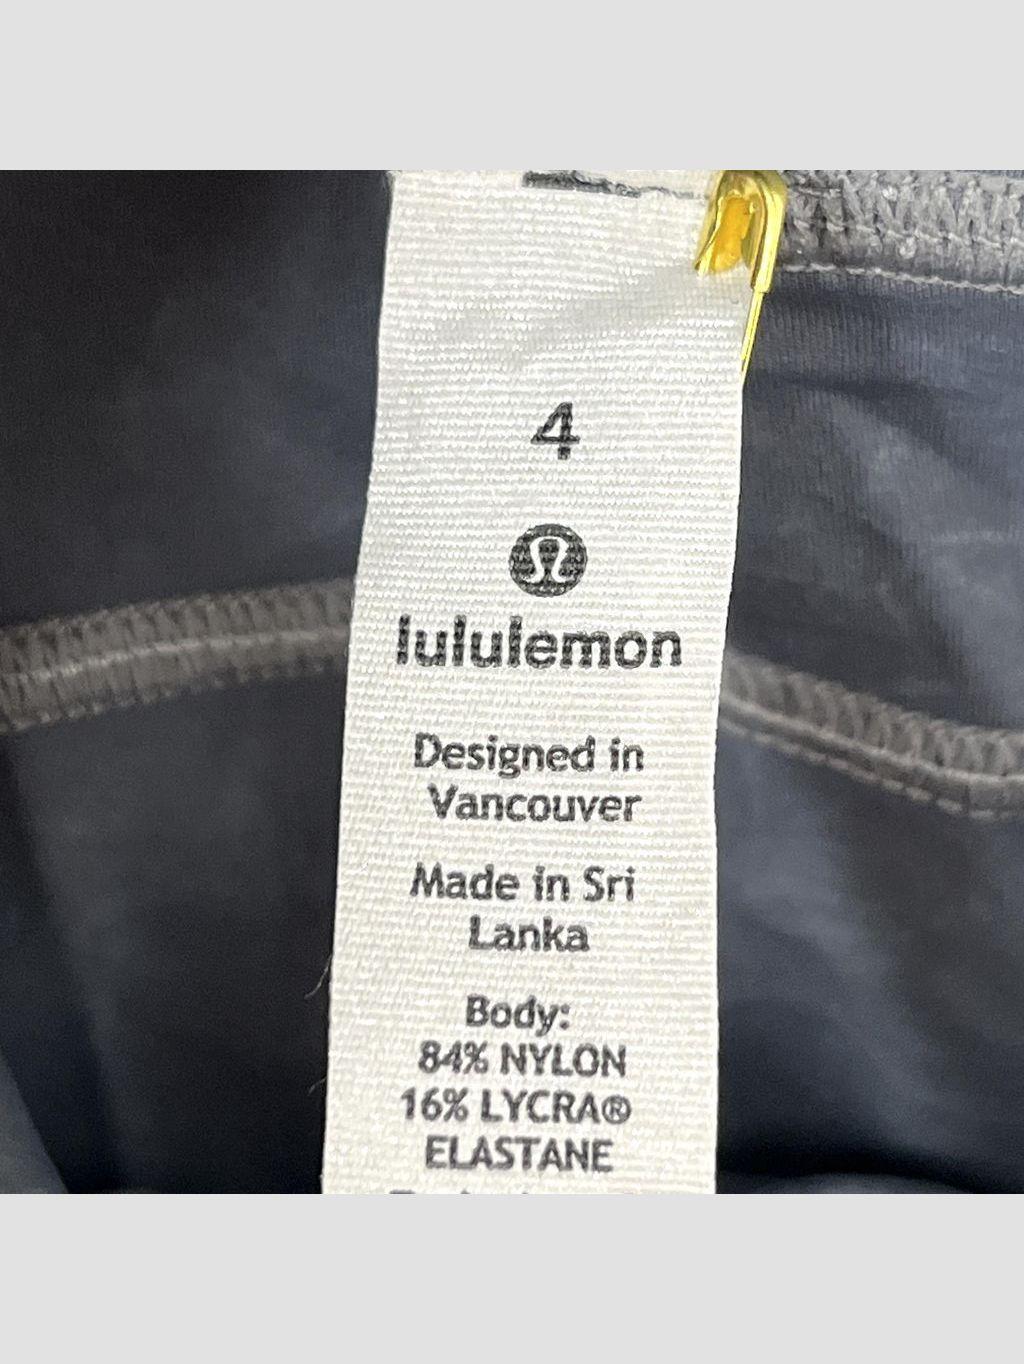 4
lululemon
Designed in
Vancouver
Made in Sri
Lanka
Body:
84% NYLON
16% LYCRA®
ELASTANE